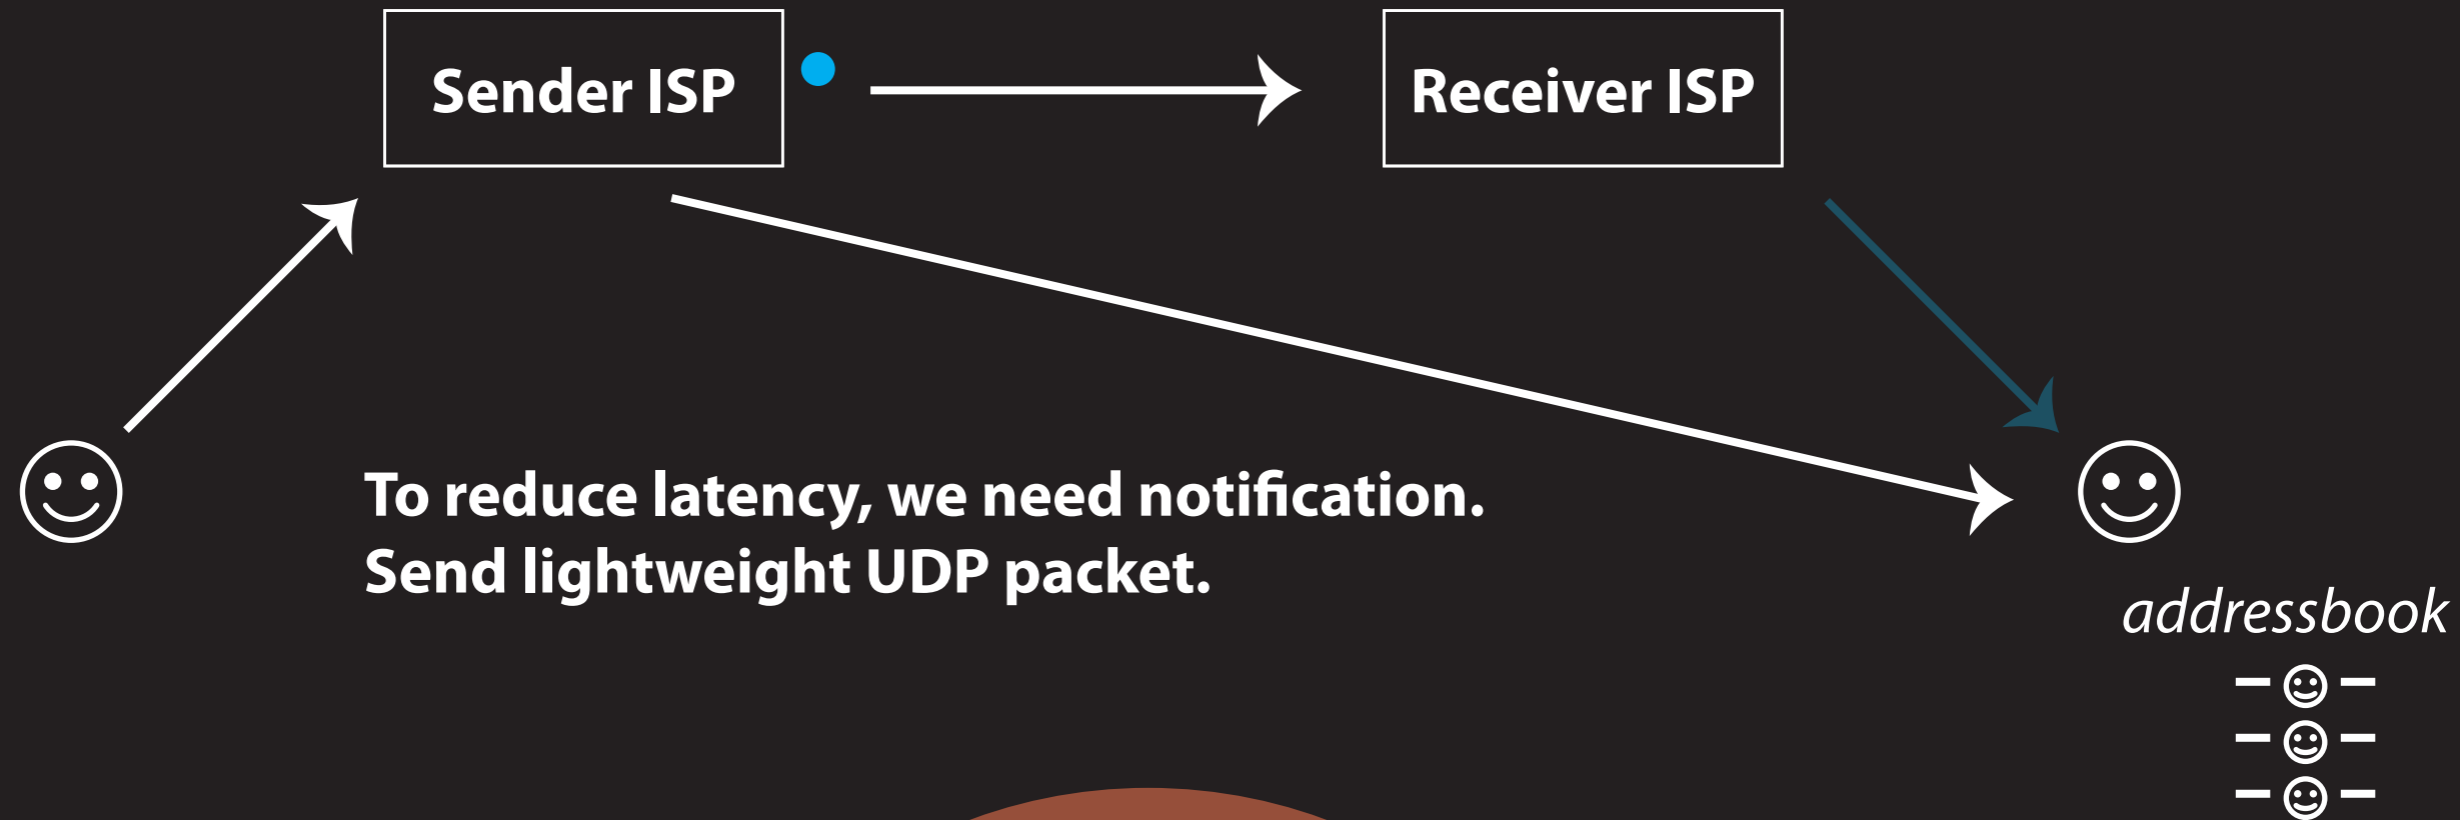 Sender ISP
Receiver ISP
To reduce latency, we need notification.
Send lightweight UDP packet.
addressbook